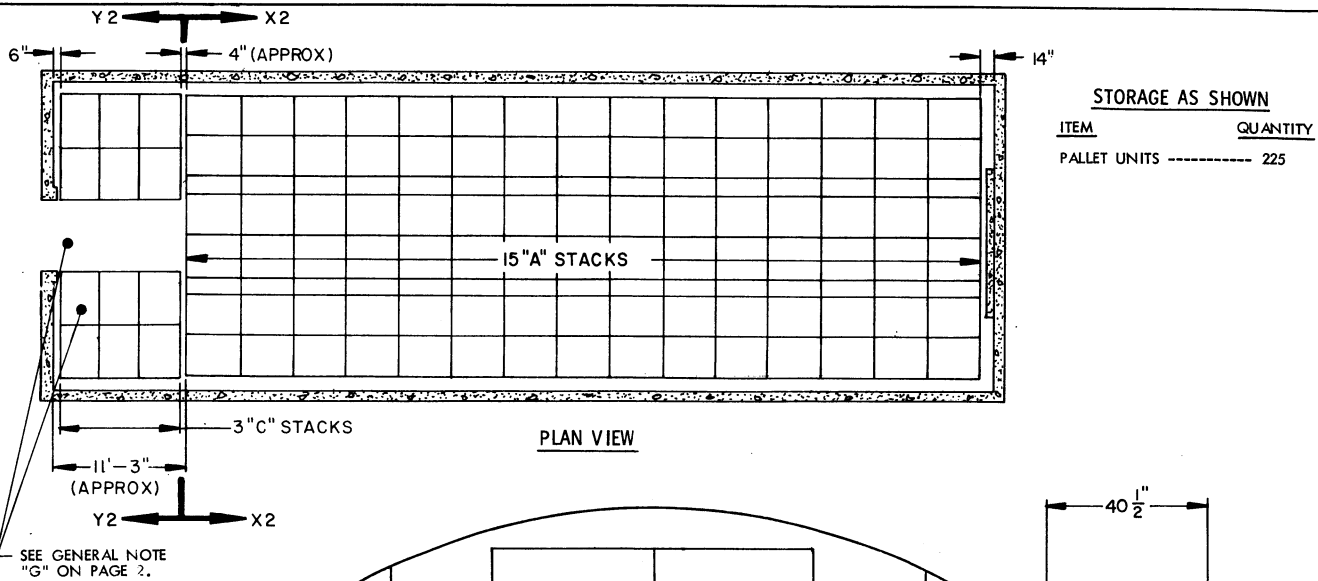 Y2 X2
6" 4" (APPROX) 14"
STORAGE AS SHOWN
ITEM QUANTITY
PALLET UNITS ----------- 225
15 "A" STACKS
3 "C" STACKS
PLAN VIEW
11'-3"
(APPROX)
Y2 X2
40 1/2"
SEE GENERAL NOTE
"G" ON PAGE 2.